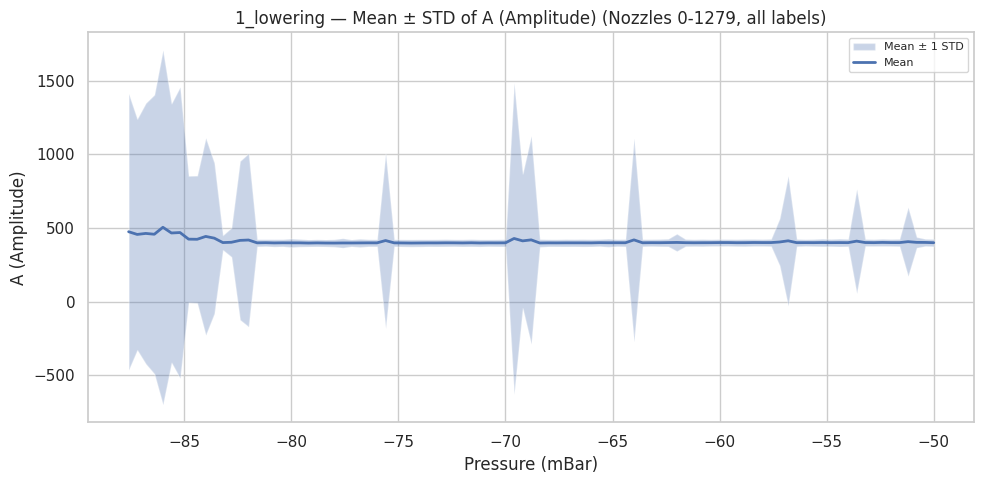 1_lowering — Mean ± STD of A (Amplitude) (Nozzles 0-1279, all labels)
Mean ± 1 STD
Mean
A (Amplitude)
1500
1000
500
0
−500
−85
−80
−75
−70
−65
−60
−55
−50
Pressure (mBar)